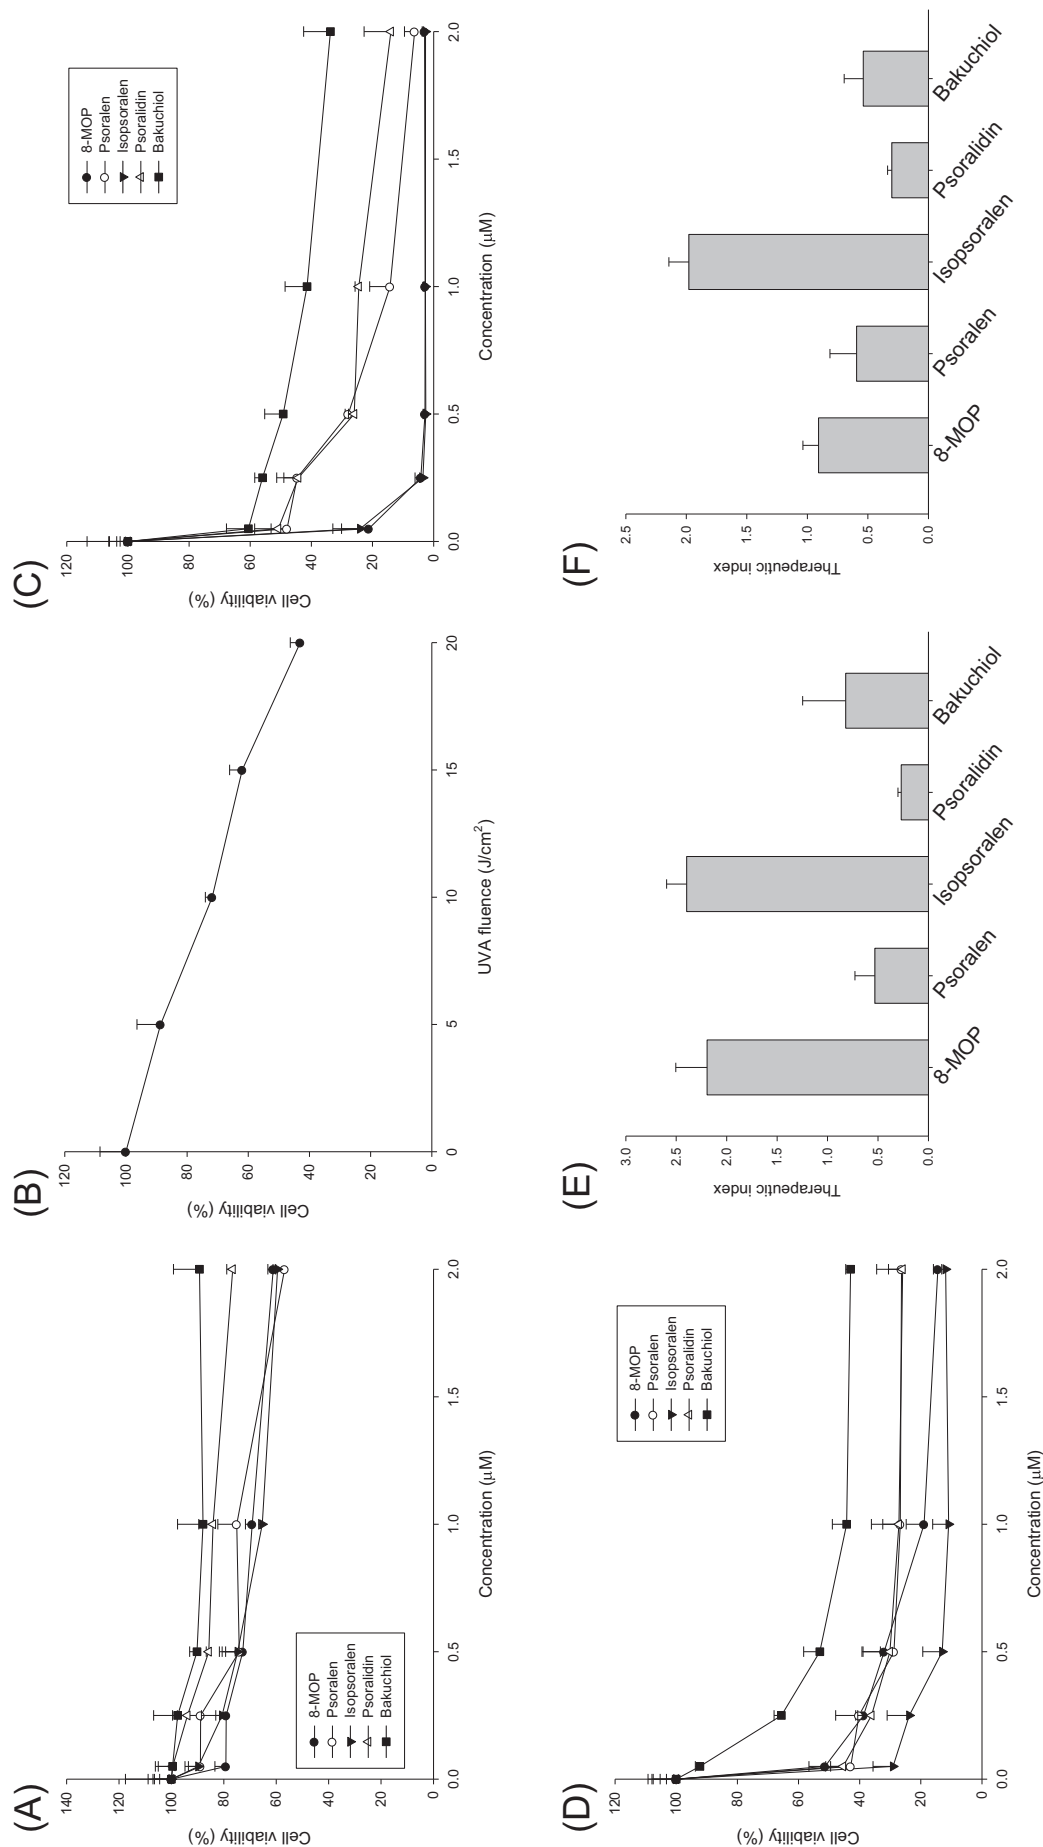 (A)
Cell viability (%)
140
120
100
80
60
40
20
0
0.0
0.5
1.0
1.5
2.0
Concentration (μM)
8-MOP
Psoralen
Isopsoralen
Psoralidin
Bakuchiol
(B)
Cell viability (%)
120
100
80
60
40
20
0
0
5
10
15
20
UVA fluence (J/cm²)
(C)
Cell viability (%)
120
100
80
60
40
20
0
0.0
0.5
1.0
1.5
2.0
Concentration (μM)
8-MOP
Psoralen
Isopsoralen
Psoralidin
Bakuchiol
(D)
Cell viability (%)
120
100
80
60
40
20
0
0.0
0.5
1.0
1.5
2.0
Concentration (μM)
8-MOP
Psoralen
Isopsoralen
Psoralidin
Bakuchiol
(E)
Therapeutic index
3.0
2.5
2.0
1.5
1.0
0.5
0.0
8-MOP
Psoralen
Isopsoralen
Psoralidin
Bakuchiol
(F)
Therapeutic index
2.5
2.0
1.5
1.0
0.5
0.0
8-MOP
Psoralen
Isopsoralen
Psoralidin
Bakuchiol